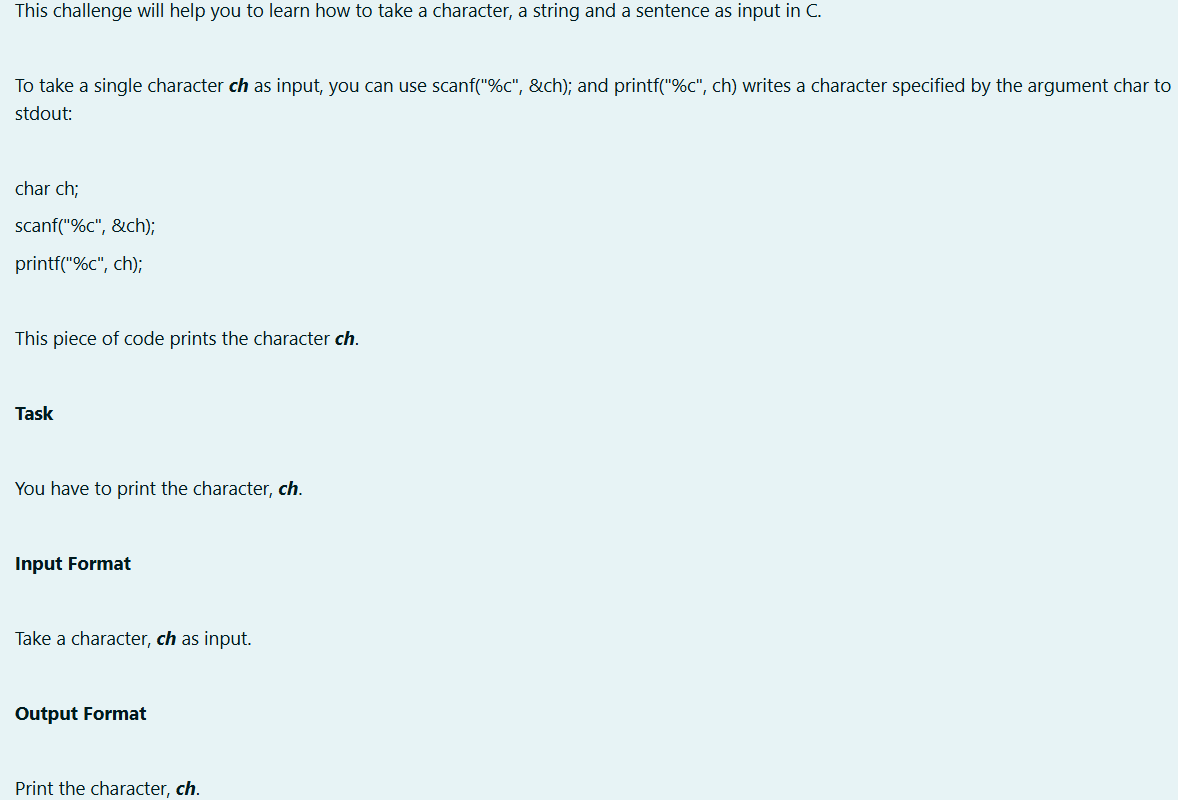 This challenge will help you to learn how to take a character, a string and a sentence as input in C.
To take a single character ch as input, you can use scanf("%c", &ch); and printf("%c", ch) writes a character specified by the argument char to
stdout:
char ch;
scanf("%c", &ch);
printf("%c", ch);
This piece of code prints the character ch.
Task
You have to print the character, ch.
Input Format
Take a character, ch as input.
Output Format
Print the character, ch.